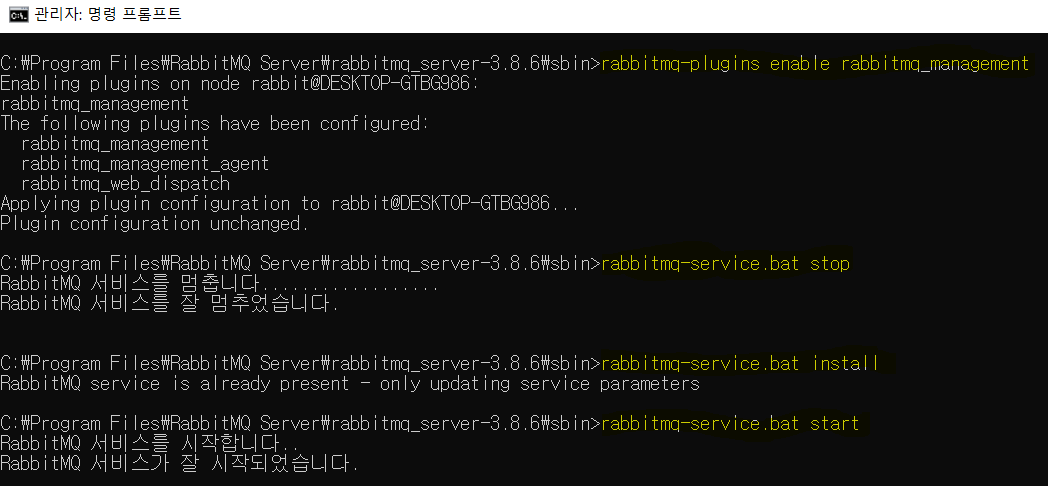 관리자: 명령 프롬프트
C:₩Program Files₩RabbitMQ Server₩rabbitmq_server-3.8.6₩sbin>rabbitmq-plugins enable rabbitmq_management
Enabling plugins on node rabbit@DESKTOP-GTBG986:
rabbitmq_management
The following plugins have been configured:
  rabbitmq_management
  rabbitmq_management_agent
  rabbitmq_web_dispatch
Applying plugin configuration to rabbit@DESKTOP-GTBG986...
Plugin configuration unchanged.
C:₩Program Files₩RabbitMQ Server₩rabbitmq_server-3.8.6₩sbin>rabbitmq-service.bat stop
RabbitMQ 서비스를 멈춥니다..................
RabbitMQ 서비스를 잘 멈추었습니다.
C:₩Program Files₩RabbitMQ Server₩rabbitmq_server-3.8.6₩sbin>rabbitmq-service.bat install
RabbitMQ service is already present - only updating service parameters
C:₩Program Files₩RabbitMQ Server₩rabbitmq_server-3.8.6₩sbin>rabbitmq-service.bat start
RabbitMQ 서비스를 시작합니다..
RabbitMQ 서비스가 잘 시작되었습니다.